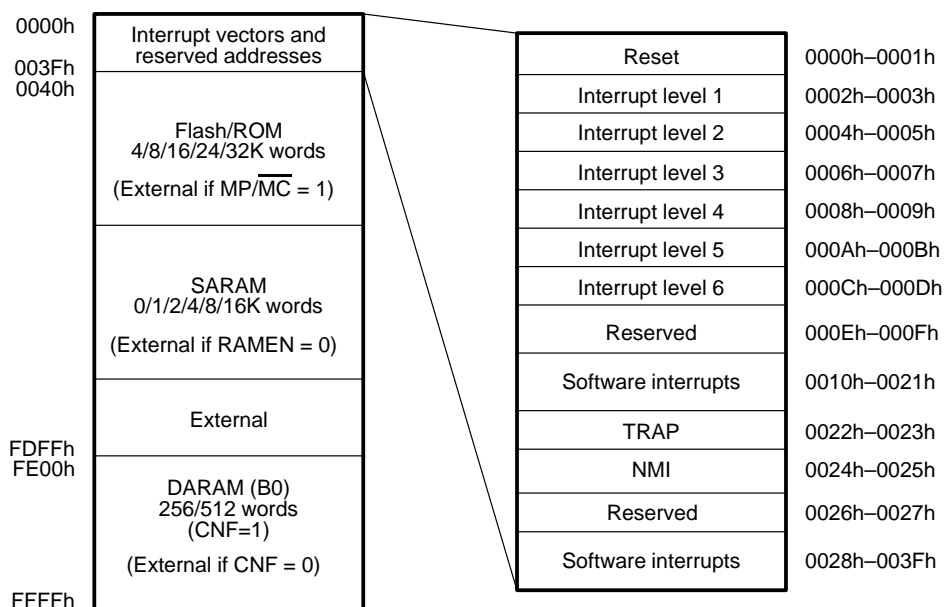 0000h
Interrupt vectors and
reserved addresses
003Fh
0040h
Flash/ROM
4/8/16/24/32K words
(External if MP/M̅C̅ = 1)
SARAM
0/1/2/4/8/16K words
(External if RAMEN = 0)
External
FDFFh
FE00h
DARAM (B0)
256/512 words
(CNF=1)
(External if CNF = 0)
FFFFh
Reset 0000h–0001h
Interrupt level 1 0002h–0003h
Interrupt level 2 0004h–0005h
Interrupt level 3 0006h–0007h
Interrupt level 4 0008h–0009h
Interrupt level 5 000Ah–000Bh
Interrupt level 6 000Ch–000Dh
Reserved 000Eh–000Fh
Software interrupts 0010h–0021h
TRAP 0022h–0023h
NMI 0024h–0025h
Reserved 0026h–0027h
Software interrupts 0028h–003Fh